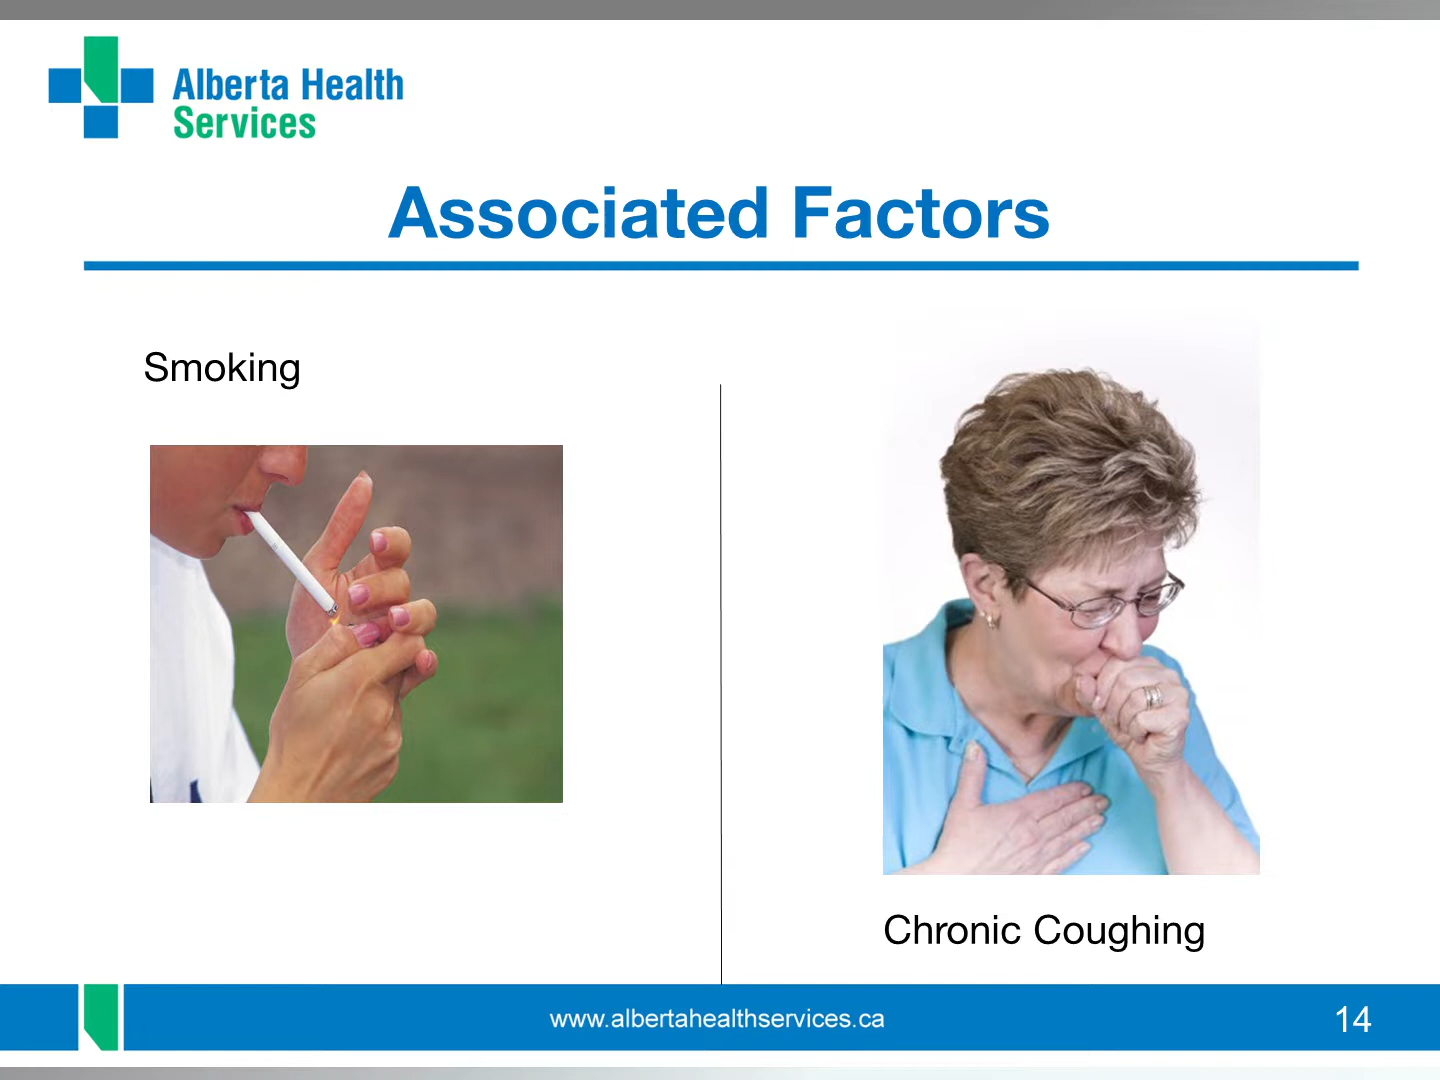 Alberta Health
Services
Associated Factors
Smoking
Chronic Coughing
www.albertahealthservices.ca
14